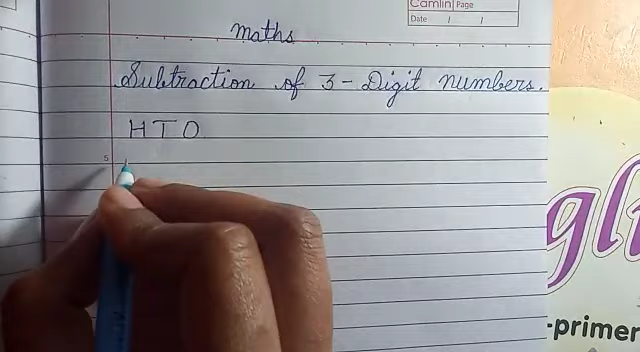 Camlin Page
Date / /
Maths
Subtraction of 3-Digit numbers.
H T O
5
-primer